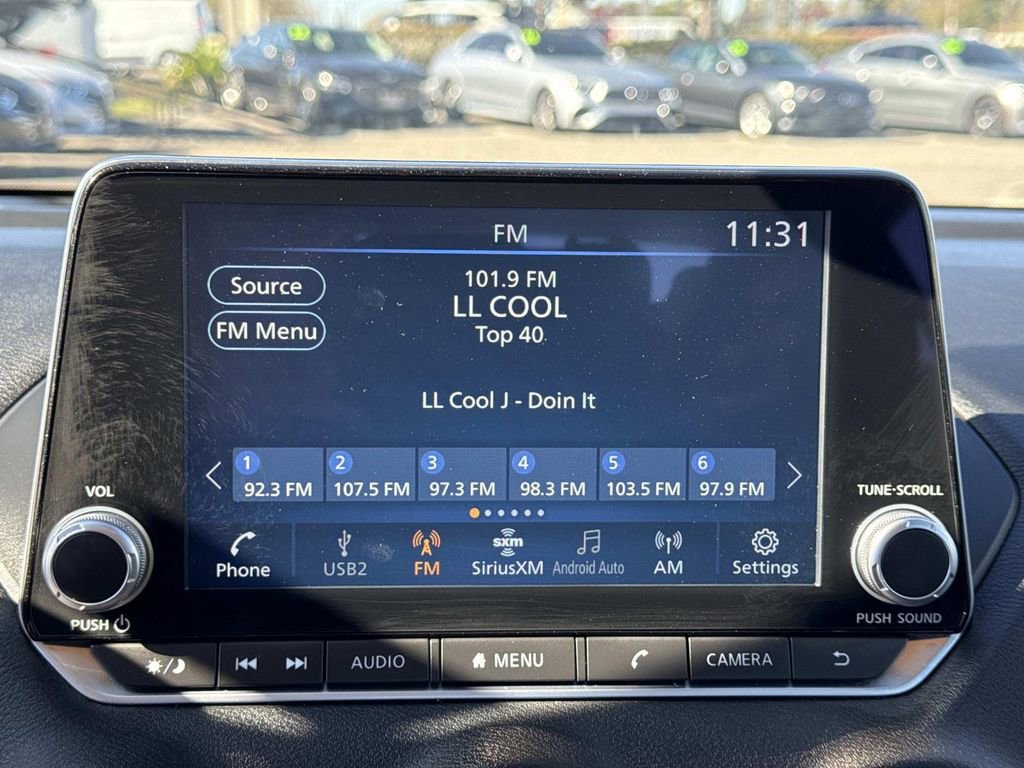 FM
11:31
Source
101.9 FM
LL COOL
FM Menu
Top 40
LL Cool J - Doin It
1
2
3
4
5
6
92.3 FM
107.5 FM
97.3 FM
98.3 FM
103.5 FM
97.9 FM
VOL
TUNE·SCROLL
sxm
Phone
USB2
FM
SiriusXM
Android Auto
AM
Settings
PUSH
PUSH SOUND
AUDIO
MENU
CAMERA